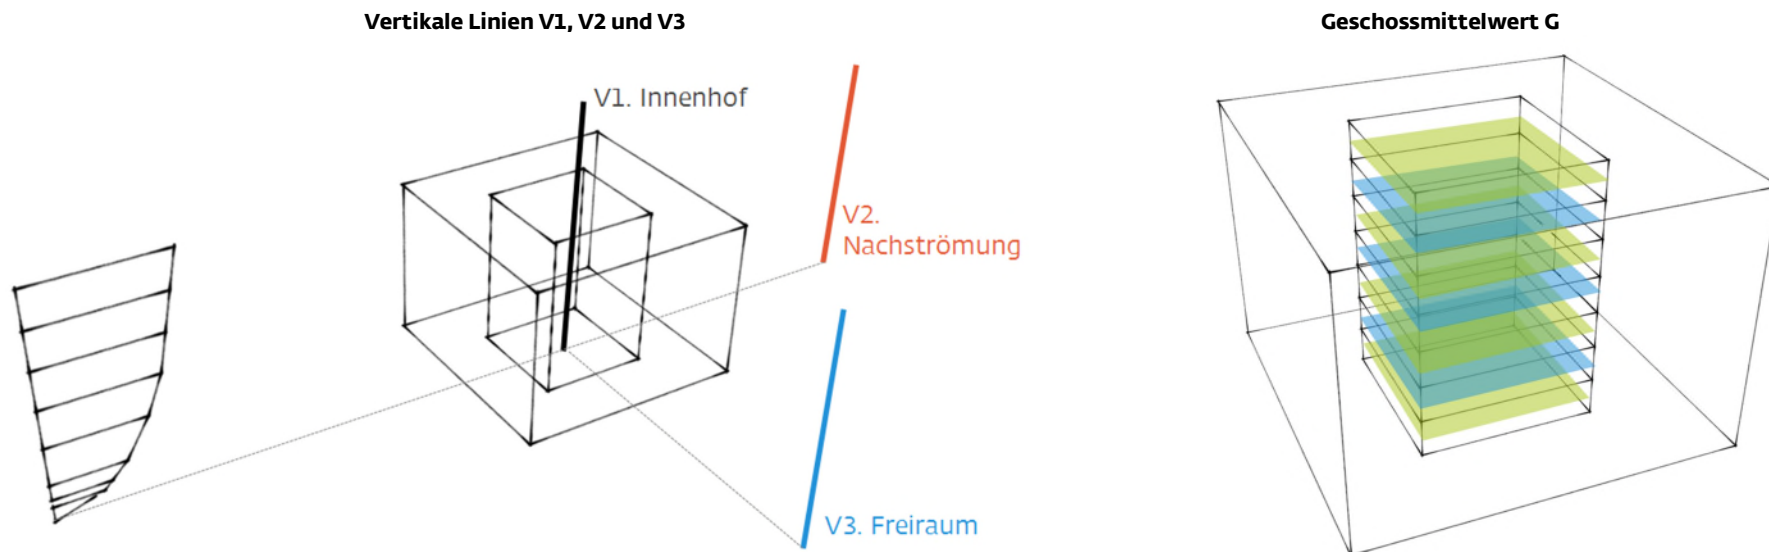 Vertikale Linien V1, V2 und V3
Geschossmittelwert G
V1. Innenhof
V2.
Nachströmung
V3. Freiraum